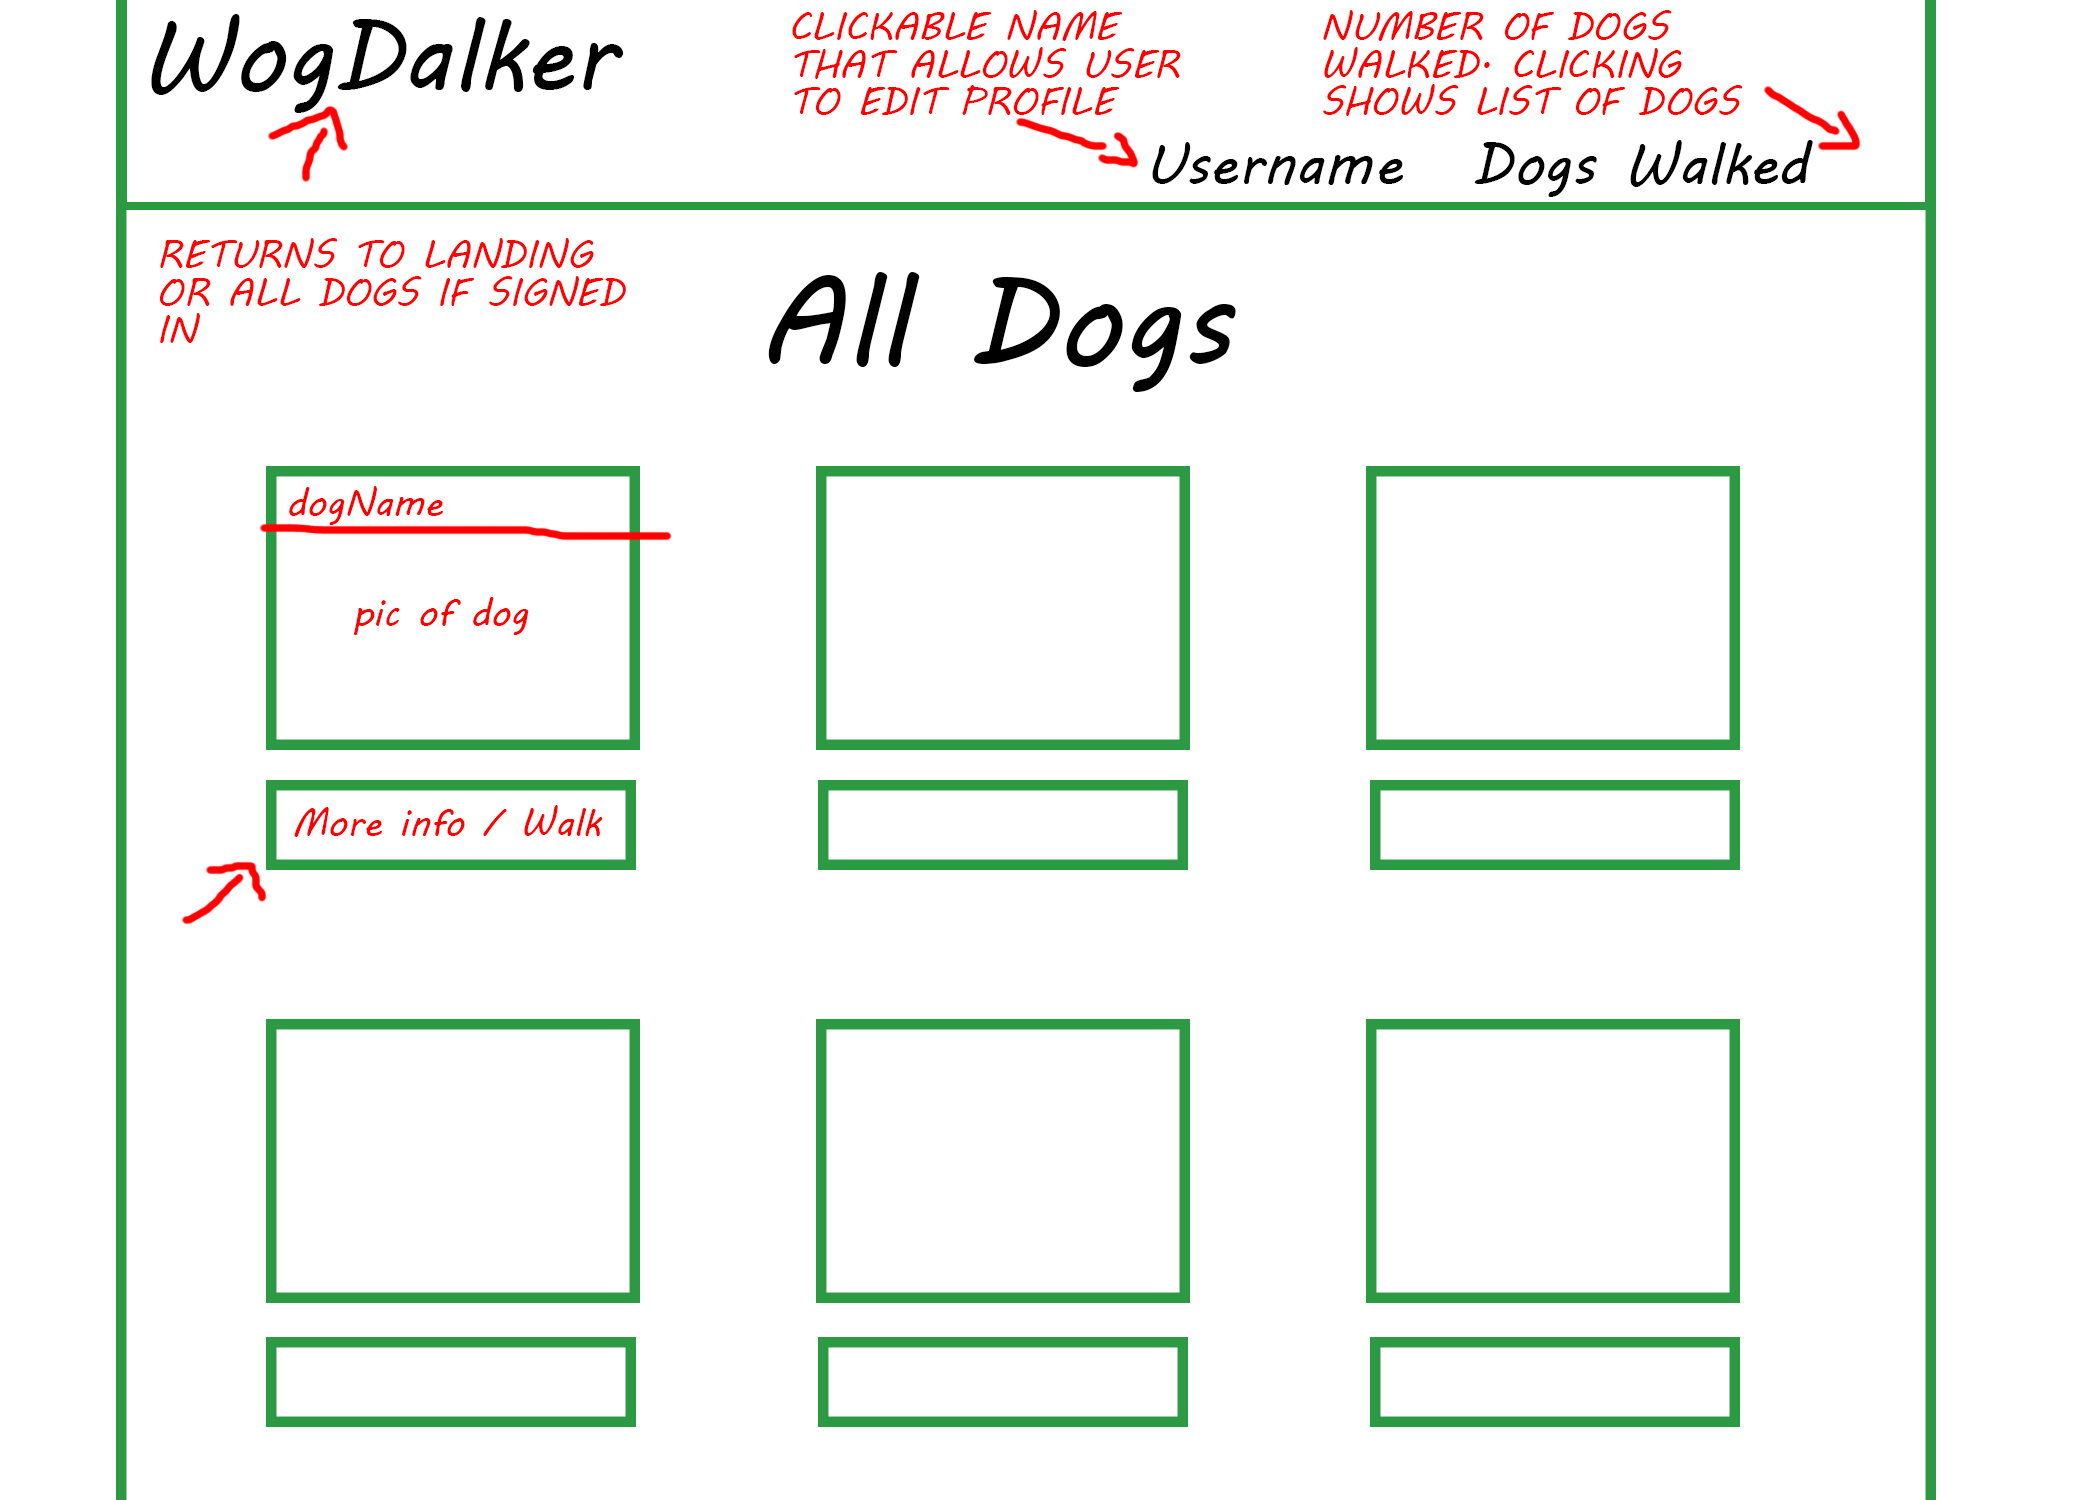 WogDalker
CLICKABLE NAME
THAT ALLOWS USER
TO EDIT PROFILE
NUMBER OF DOGS
WALKED. CLICKING
SHOWS LIST OF DOGS
Username
Dogs Walked
RETURNS TO LANDING
OR ALL DOGS IF SIGNED
IN
All Dogs
dogName
pic of dog
More info / Walk